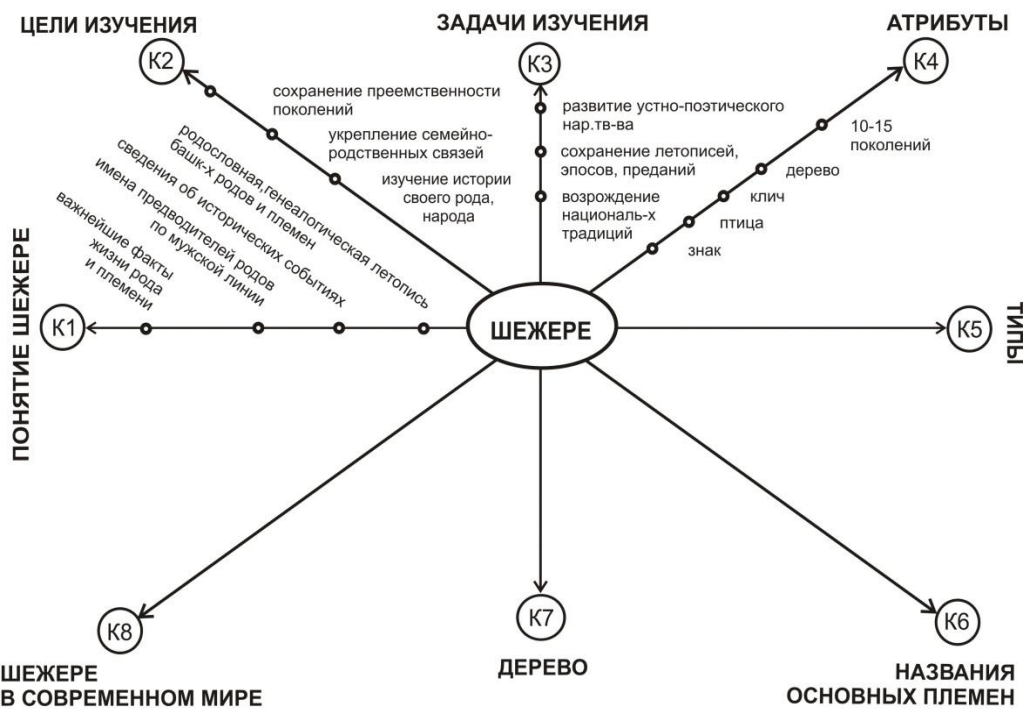 ЦЕЛИ ИЗУЧЕНИЯ
К2
сохранение преемственности
поколений
укрепление семейно-
родственных связей
изучение истории
своего рода,
народа
ЗАДАЧИ ИЗУЧЕНИЯ
К3
развитие устно-поэтического
нар.тв-ва
сохранение летописей,
эпосов, преданий
возрождение
националь-х
традиций
АТРИБУТЫ
К4
10-15
поколений
дерево
клич
птица
знак
ПОНЯТИЕ ШЕЖЕРЕ
К1
важнейшие факты
жизни рода
и племени
имена предводителей родов
по мужской линии
сведения об исторических событиях
родословная,генеалогическая летопись
башк-х родов и племен
ШЕЖЕРЕ
К5
ТИПЫ
К8
ШЕЖЕРЕ
В СОВРЕМЕННОМ МИРЕ
К7
ДЕРЕВО
К6
НАЗВАНИЯ
ОСНОВНЫХ ПЛЕМЕН